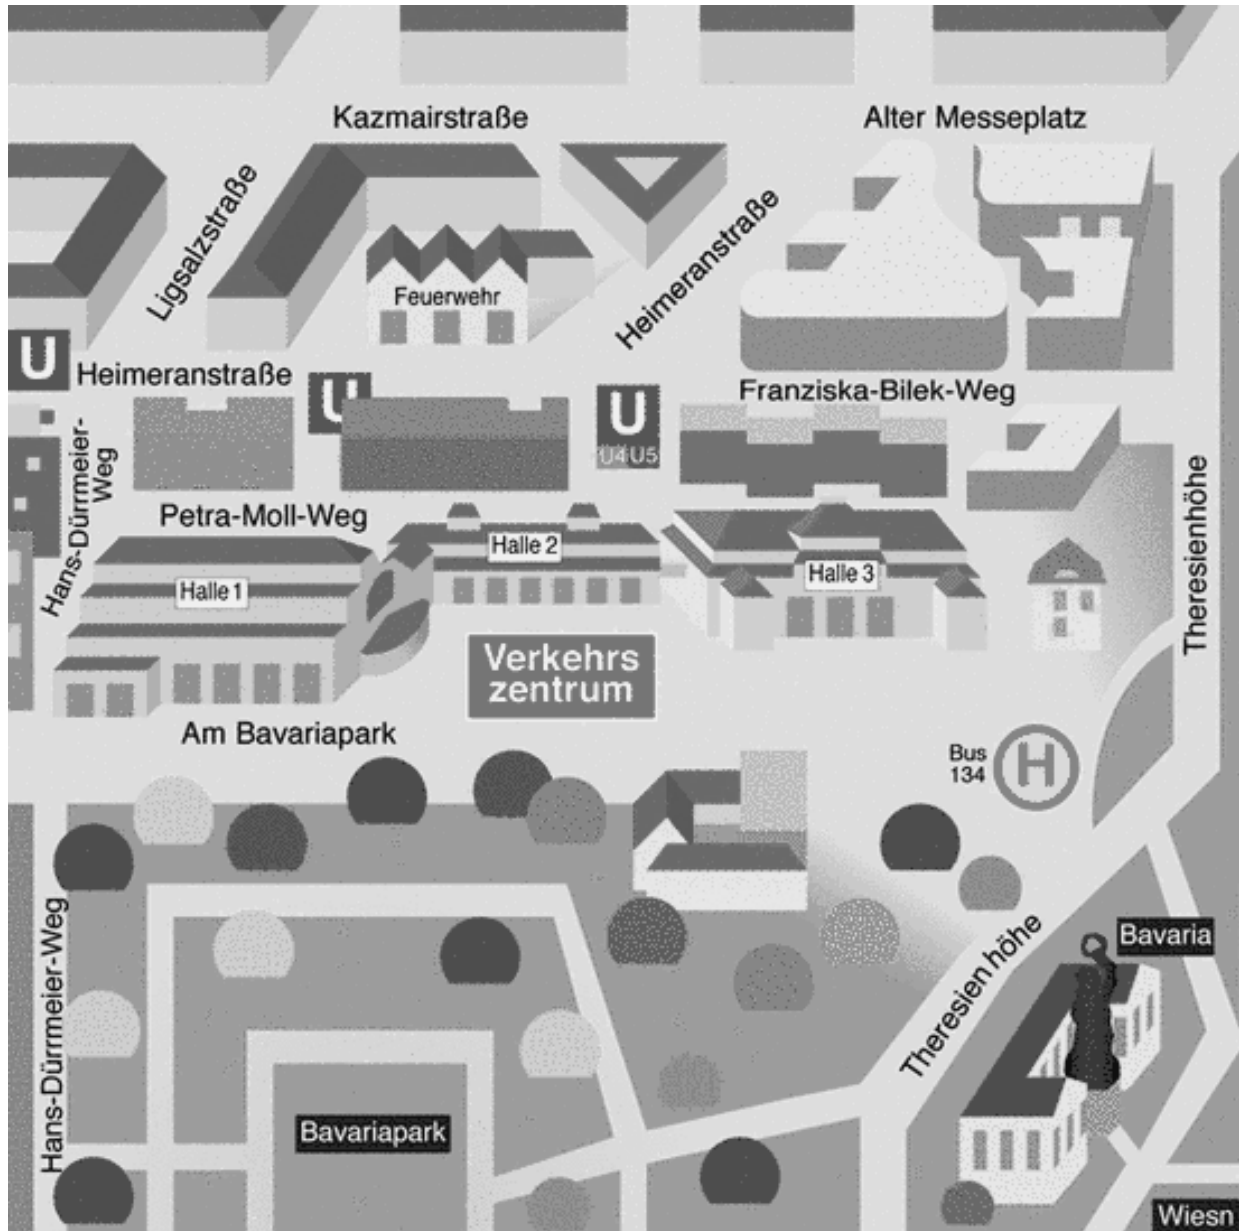 Kazmairstraße
Alter Messeplatz
Ligsalzstraße
Heimeranstraße
Feuerwehr
U
Heimeranstraße
U
U
U4 U5
Franziska-Bilek-Weg
Hans-Dürrmeier-
Weg
Petra-Moll-Weg
Halle 1
Halle 2
Halle 3
Theresienhöhe
Verkehrs
zentrum
Am Bavariapark
Bus
134
H
Hans-Dürrmeier-Weg
Theresien höhe
Bavaria
Bavariapark
Wiesn